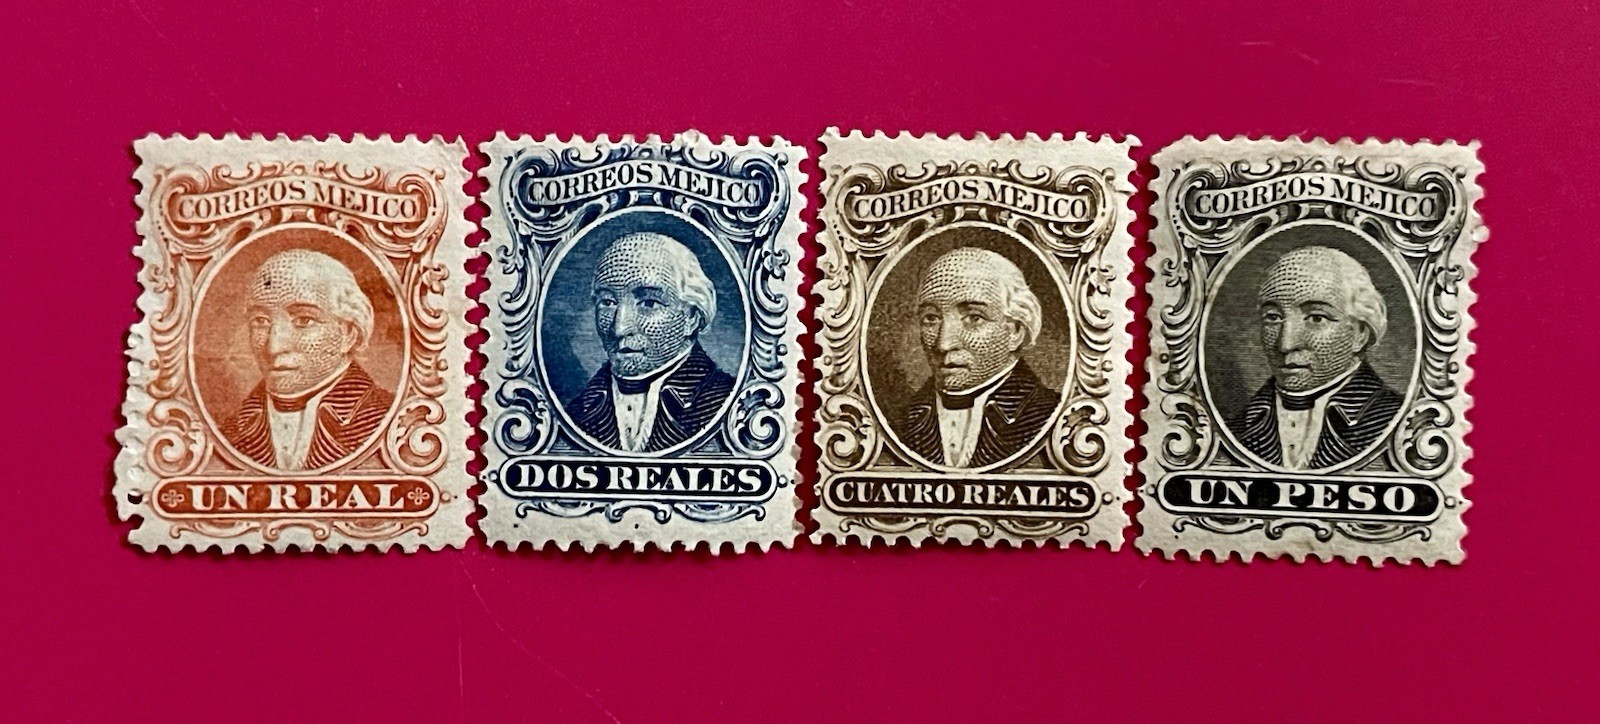 CORREOS MEJICO
UN REAL
CORREOS MEJICO
DOS REALES
CORREOS MEJICO
CUATRO REALES
CORREOS MEJICO
UN PESO